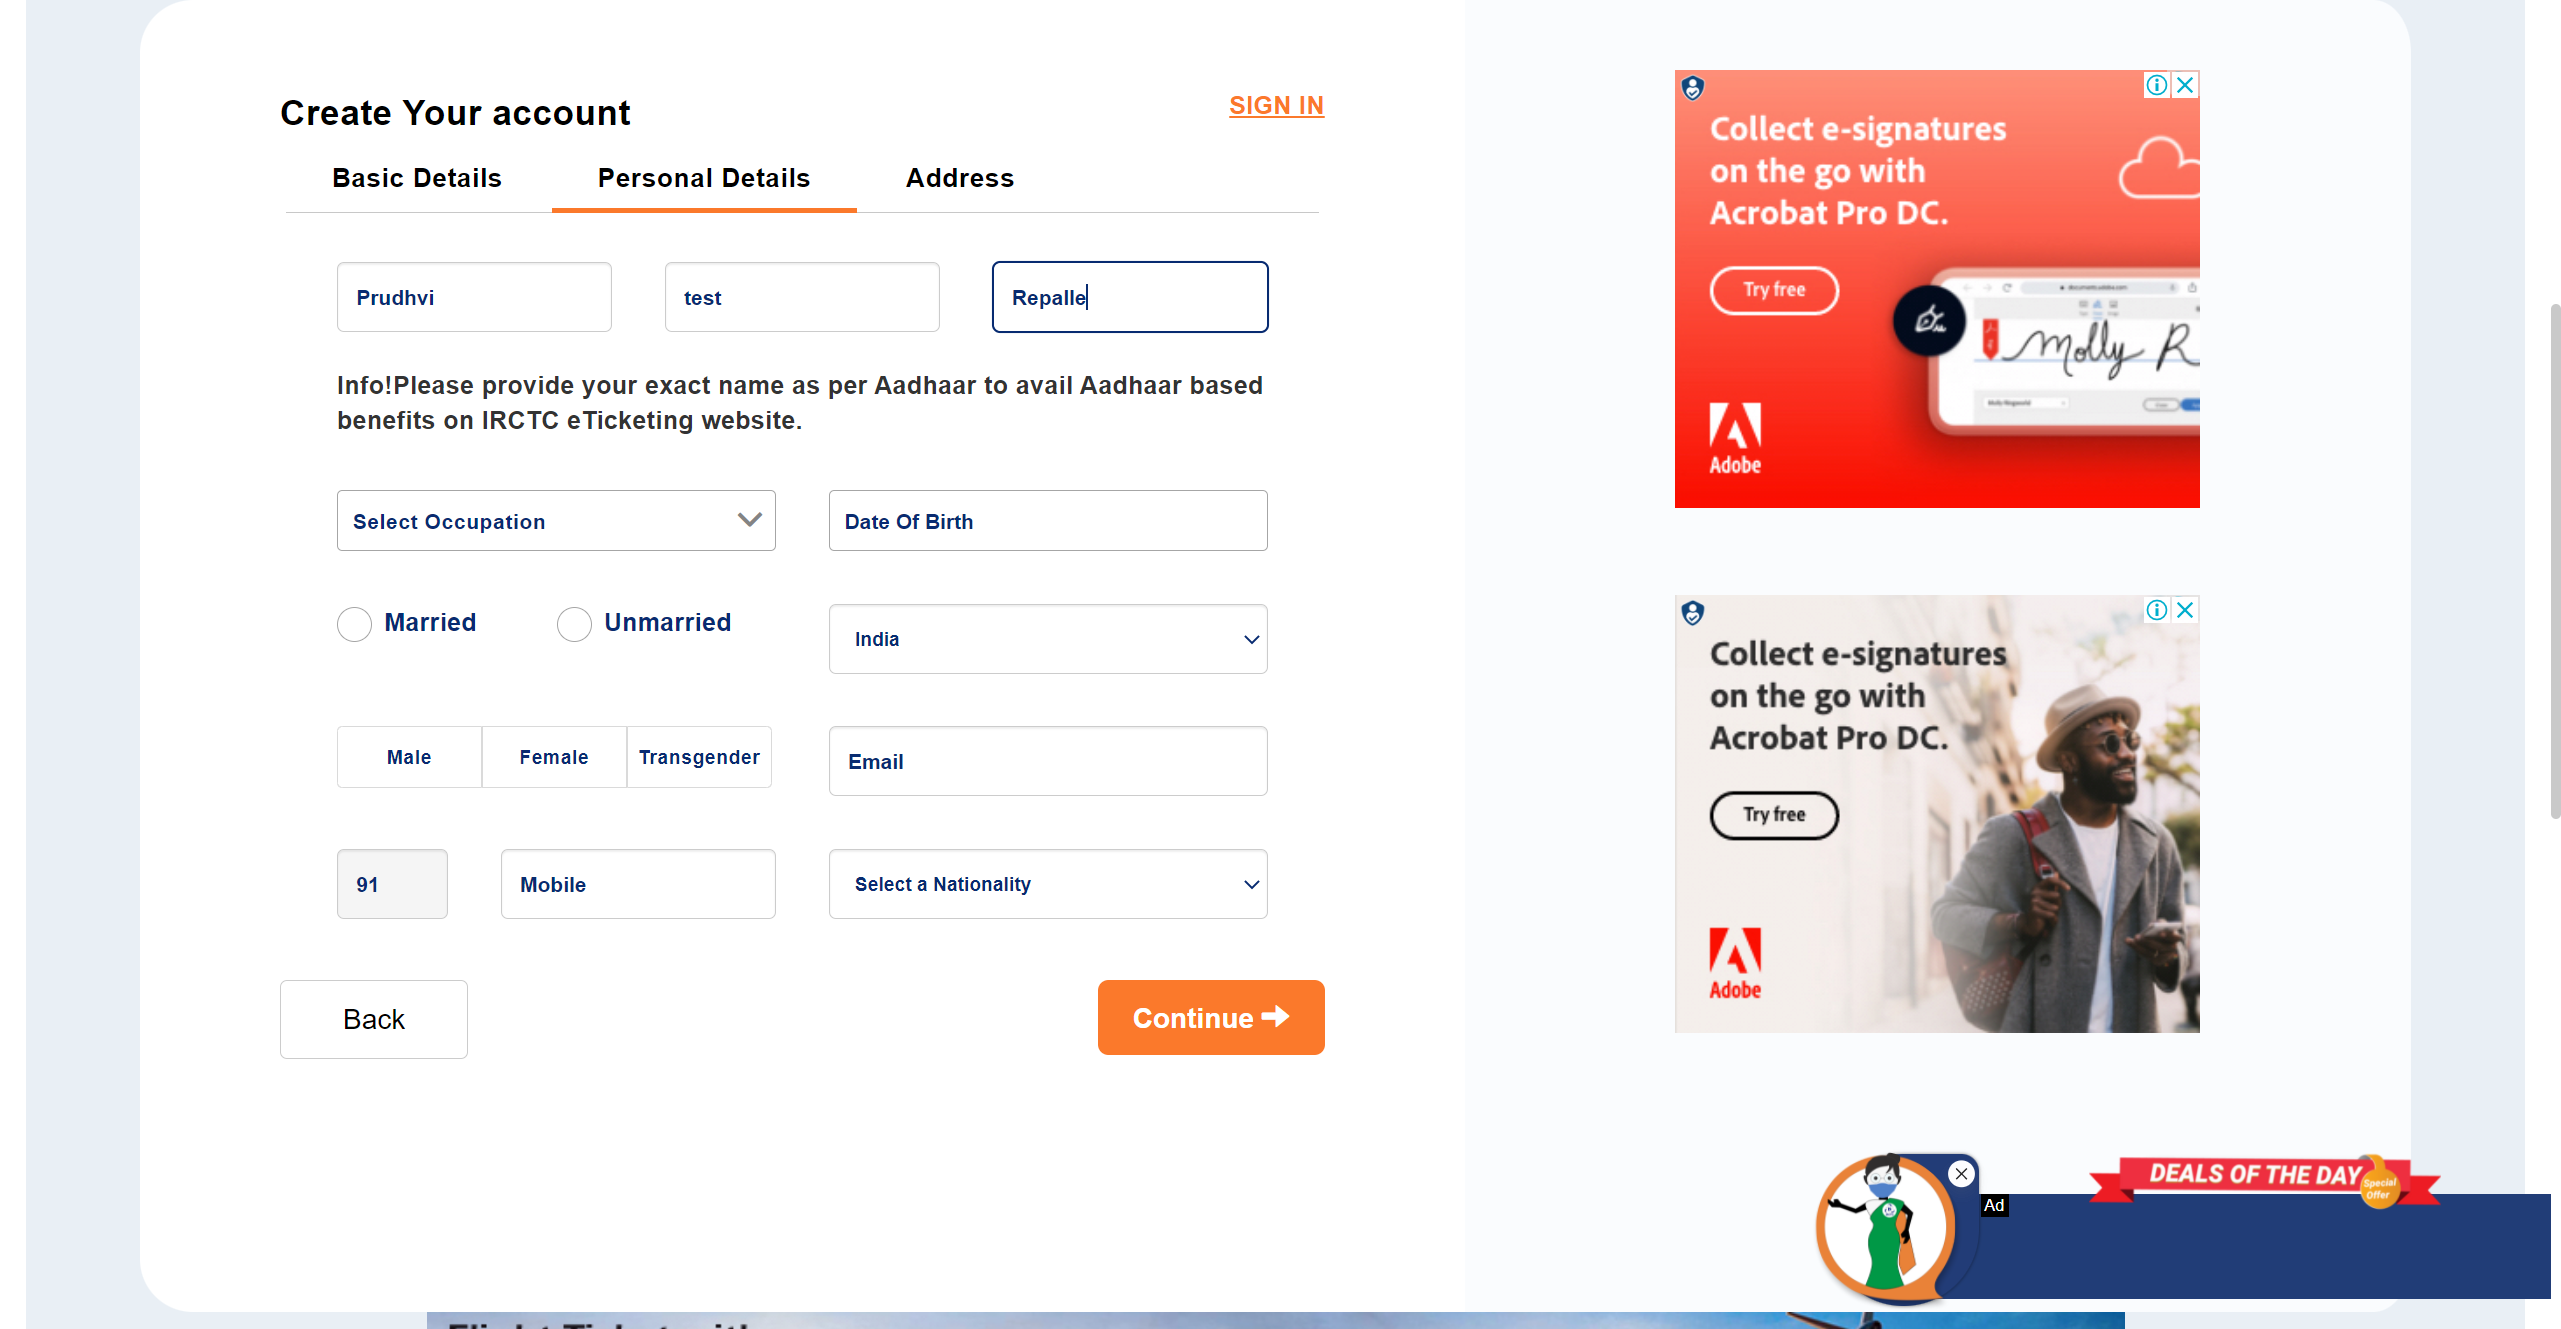 Create Your account
SIGN IN
Basic Details
Personal Details
Address
Prudhvi
test
Repalle
Info!Please provide your exact name as per Aadhaar to avail Aadhaar based
benefits on IRCTC eTicketing website.
Select Occupation
Date Of Birth
Married
Unmarried
India
Male
Female
Transgender
Email
91
Mobile
Select a Nationality
Back
Continue
Collect e-signatures
on the go with
Acrobat Pro DC.
Try free
Molly R
Adobe
Collect e-signatures
on the go with
Acrobat Pro DC.
Try free
Adobe
DEALS OF THE DAY
Special
Offer
Ad